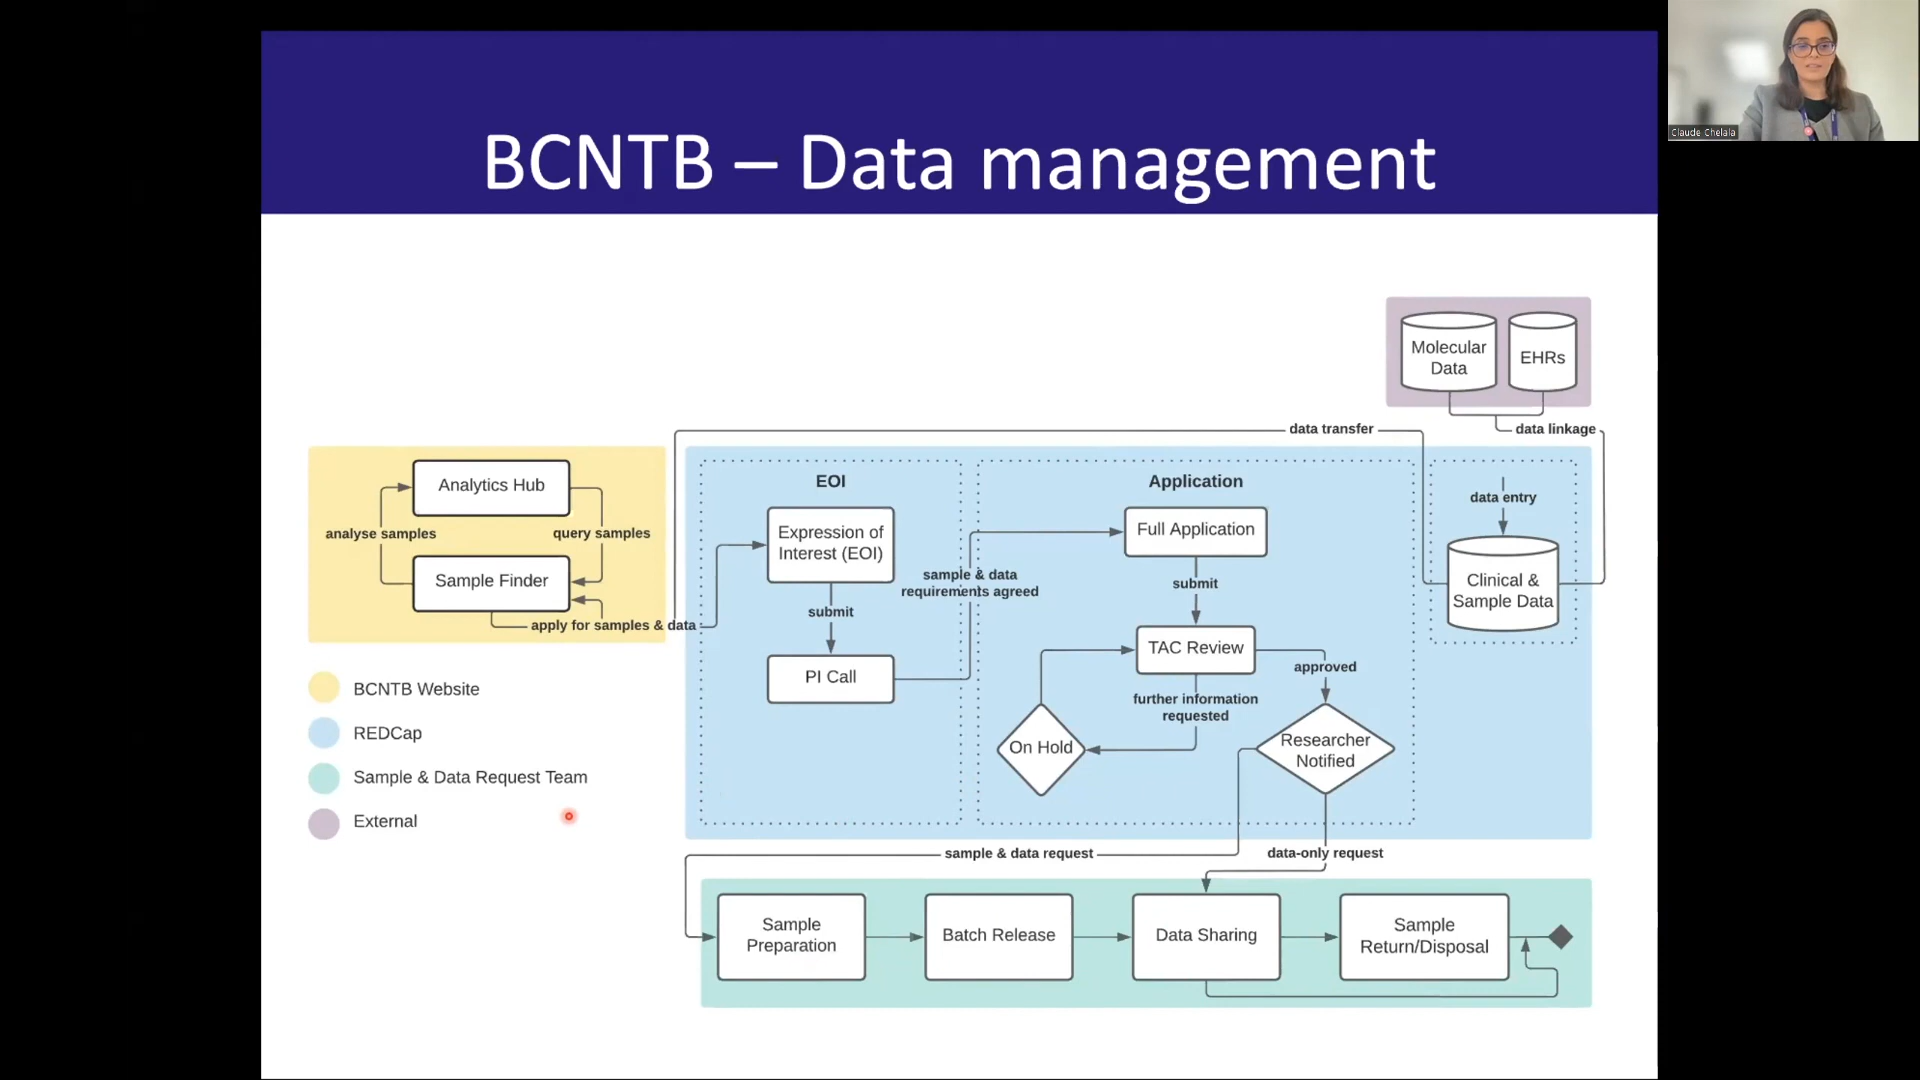 BCNTB – Data management
Claude Chelala
Molecular
Data
EHRs
data transfer
data linkage
Analytics Hub
analyse samples
query samples
Sample Finder
apply for samples & data
EOI
Expression of
Interest (EOI)
submit
PI Call
sample & data
requirements agreed
Application
Full Application
submit
TAC Review
approved
further information
requested
On Hold
Researcher
Notified
data entry
Clinical &
Sample Data
BCNTB Website
REDCap
Sample & Data Request Team
External
sample & data request
data-only request
Sample
Preparation
Batch Release
Data Sharing
Sample
Return/Disposal